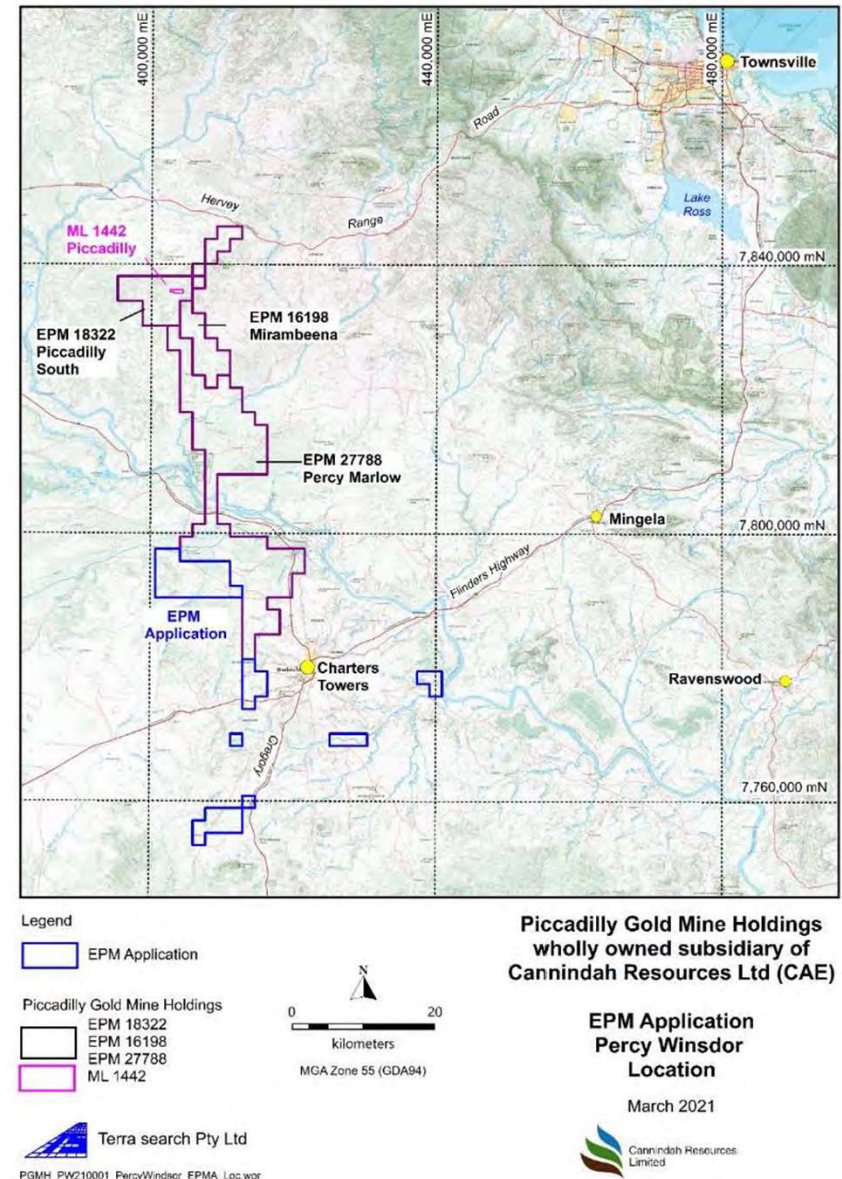 400,000 mE
440,000 mE
480,000 mE
Townsville
Road
Hervey
Range
Lake
Ross
ML 1442
Piccadilly
7,840,000 mN
EPM 18322
Piccadilly
South
EPM 16198
Mirambeena
EPM 27788
Percy Marlow
Mingela
7,800,000 mN
Flinders Highway
EPM
Application
Charters
Towers
Ravenswood
Gregory
7,760,000 mN
Legend
EPM Application
Piccadilly Gold Mine Holdings
EPM 18322
EPM 16198
EPM 27788
ML 1442
N
0 20
kilometers
MGA Zone 55 (GDA94)
Piccadilly Gold Mine Holdings
wholly owned subsidiary of
Cannindah Resources Ltd (CAE)
EPM Application
Percy Winsdor
Location
March 2021
Terra search Pty Ltd
Cannindah Resources
Limited
PGMH_PW210001_PercyWindsor_EPMA_Loc.wor